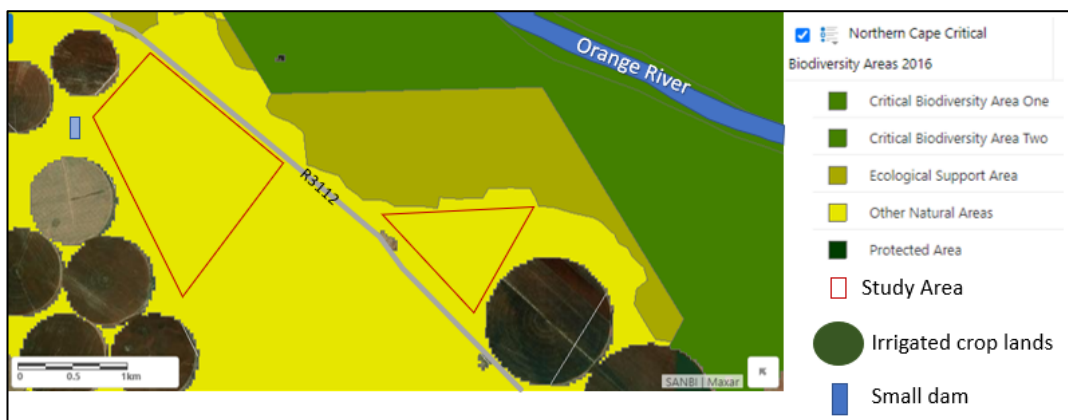 Orange River
R3112
0 0.5 1km
SANBI | Maxar
Northern Cape Critical
Biodiversity Areas 2016
Critical Biodiversity Area One
Critical Biodiversity Area Two
Ecological Support Area
Other Natural Areas
Protected Area
Study Area
Irrigated crop lands
Small dam